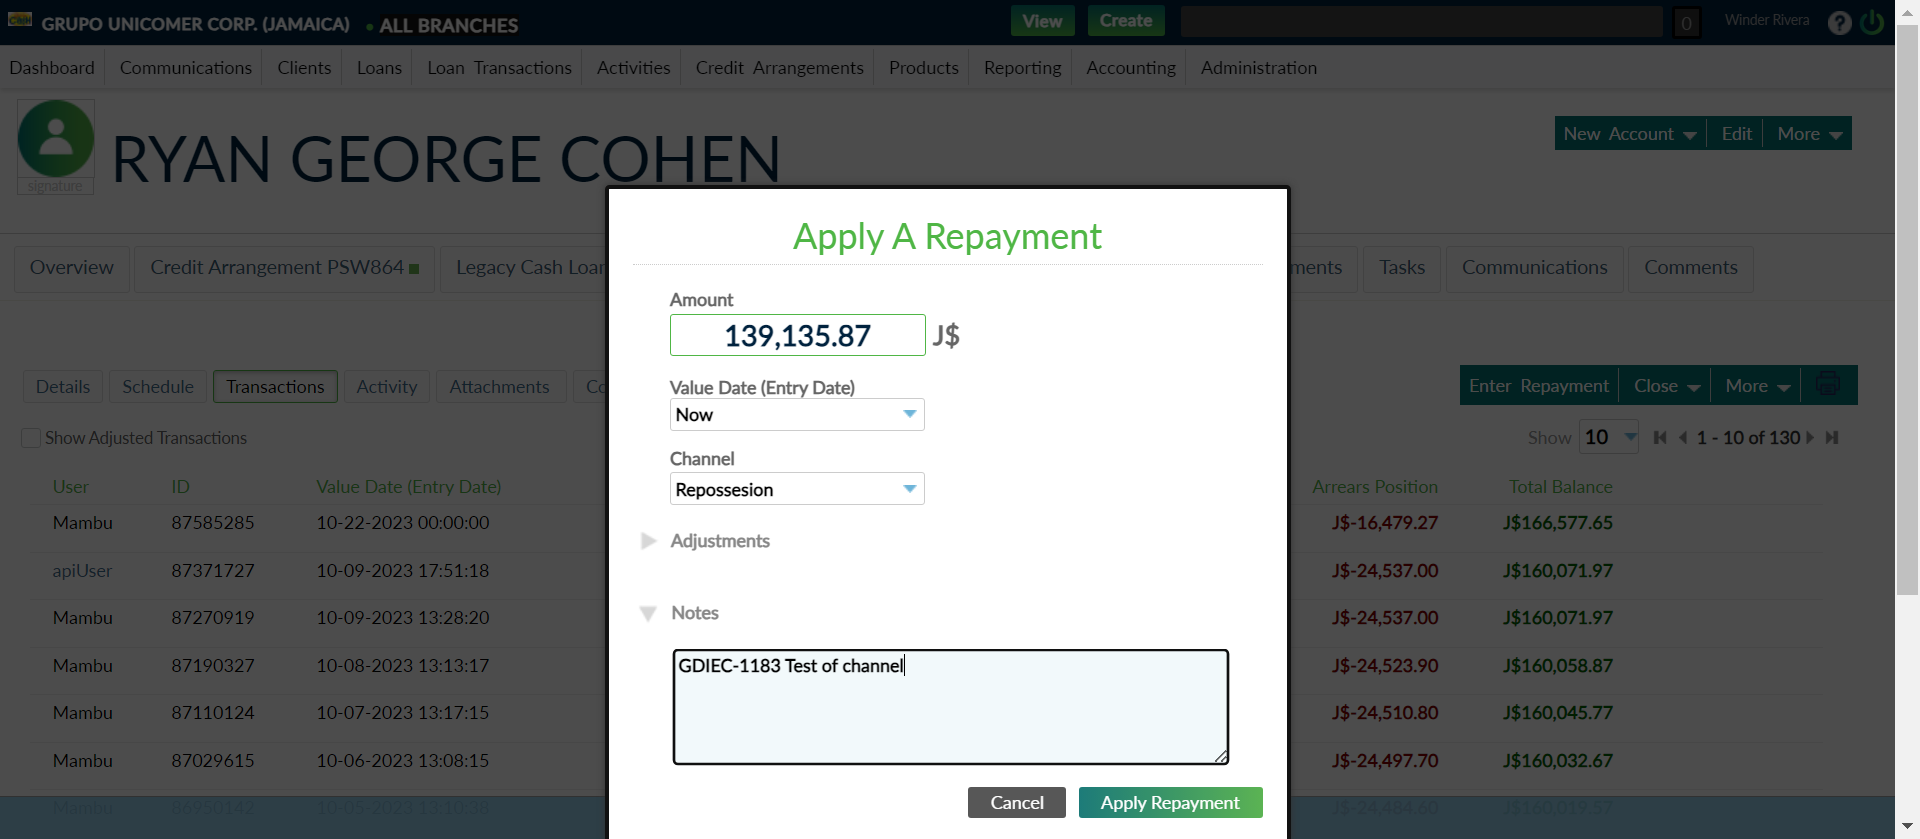 GRUPO UNICOMER CORP. (JAMAICA) • ALL BRANCHES View Create 0 Winder Rivera ?
Dashboard Communications Clients Loans Loan Transactions Activities Credit Arrangements Products Reporting Accounting Administration
signature
RYAN GEORGE COHEN
New Account Edit More
Apply A Repayment
Overview Credit Arrangement PSW864 Legacy Cash Loan ments Tasks Communications Comments
Amount
139,135.87 J$
Details Schedule Transactions Activity Attachments Co
Value Date (Entry Date)
Enter Repayment Close More
Now
Show Adjusted Transactions
Show 10 1 - 10 of 130
Channel
Repossesion
User ID Value Date (Entry Date) Arrears Position Total Balance
Mambu 87585285 10-22-2023 00:00:00 J$-16,479.27 J$166,577.65
Adjustments
apiUser 87371727 10-09-2023 17:51:18 J$-24,537.00 J$160,071.97
Notes
Mambu 87270919 10-09-2023 13:28:20 J$-24,537.00 J$160,071.97
GDIEC-1183 Test of channel
Mambu 87190327 10-08-2023 13:13:17 J$-24,523.90 J$160,058.87
Mambu 87110124 10-07-2023 13:17:15 J$-24,510.80 J$160,045.77
Mambu 87029615 10-06-2023 13:08:15 J$-24,497.70 J$160,032.67
Cancel Apply Repayment
Mambu 86950142 10-05-2023 13:10:38 J$-24,484.60 J$160,019.57